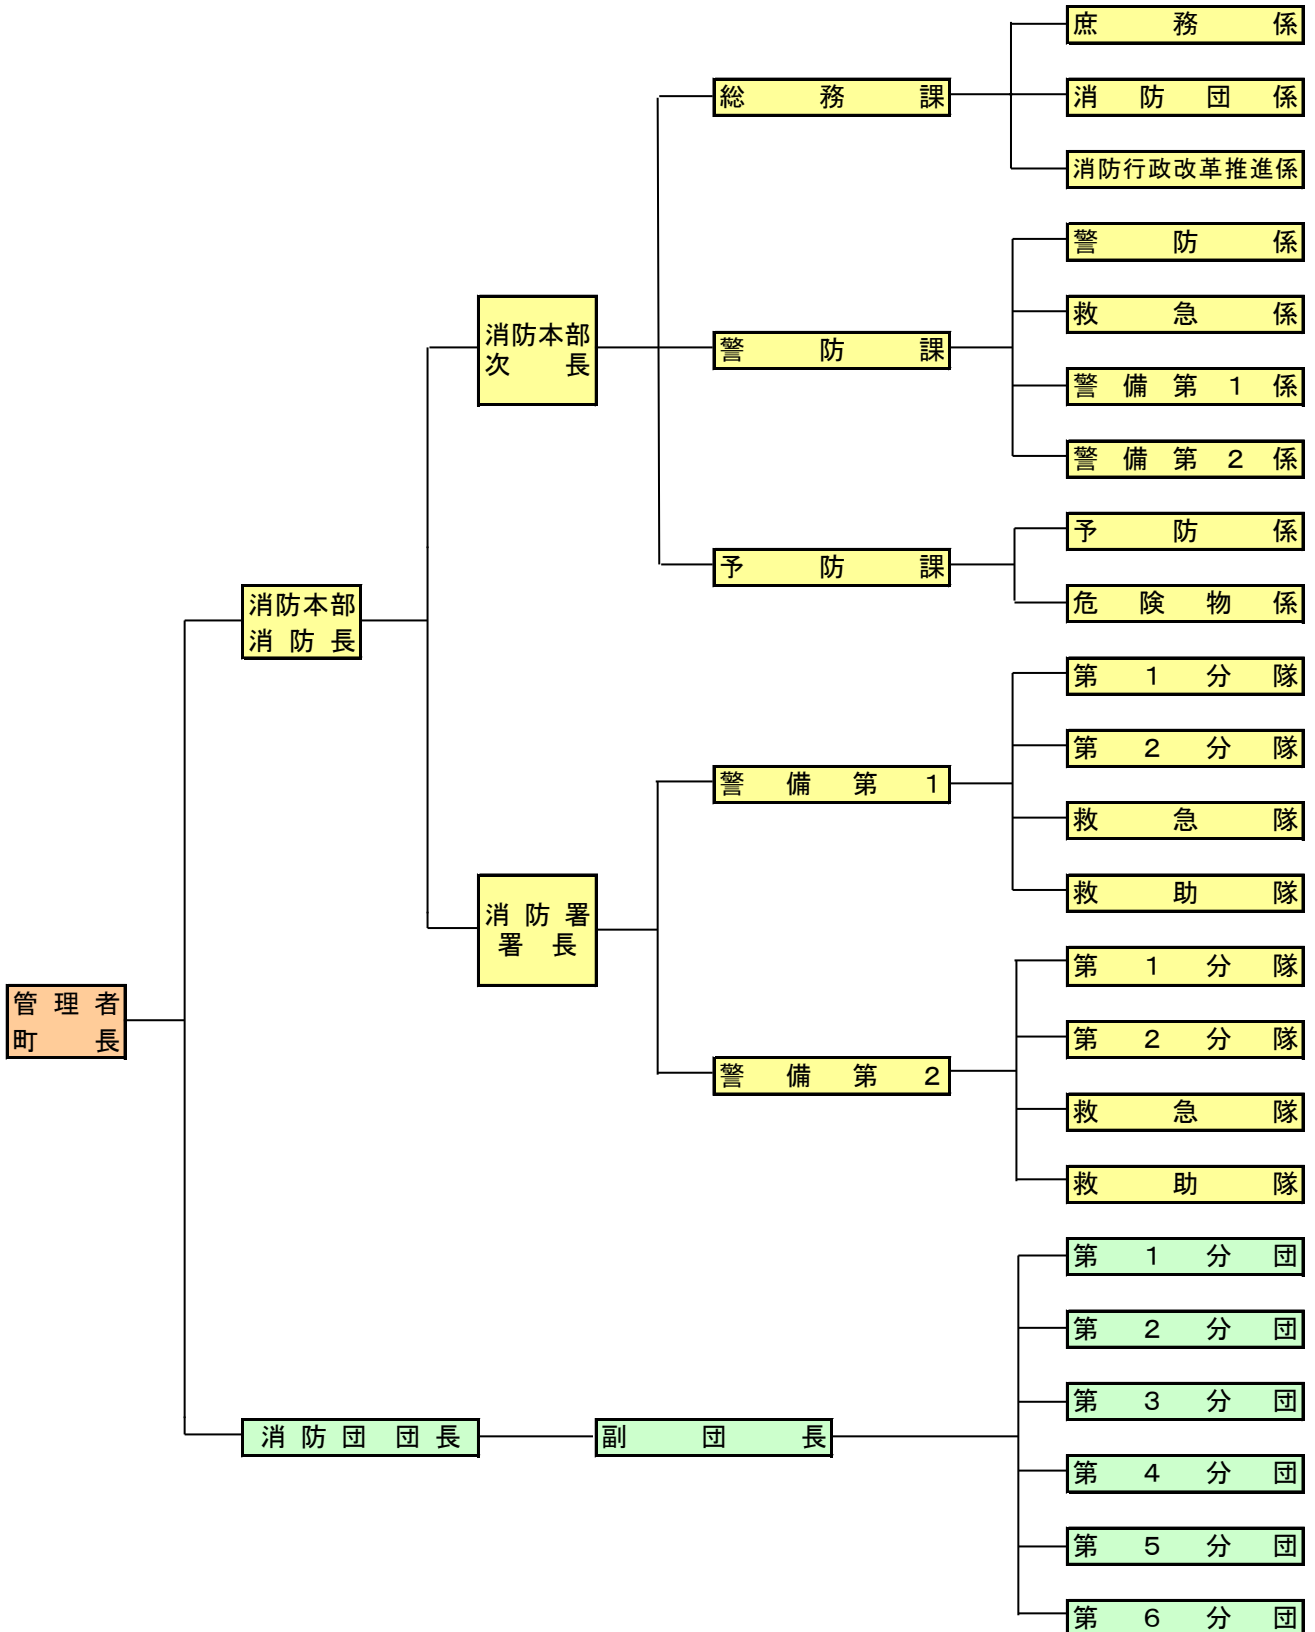 庶務係
総務課
消防団係
消防行政改革推進係
警防係
救急係
消防本部
次長
警防課
警備第1係
警備第2係
予防係
予防課
危険物係
消防本部
消防長
第1分隊
第2分隊
警備第1
救急隊
救助隊
消防署
署長
第1分隊
管理者
町長
第2分隊
警備第2
救急隊
救助隊
第1分団
第2分団
第3分団
消防団団長
副団長
第4分団
第5分団
第6分団